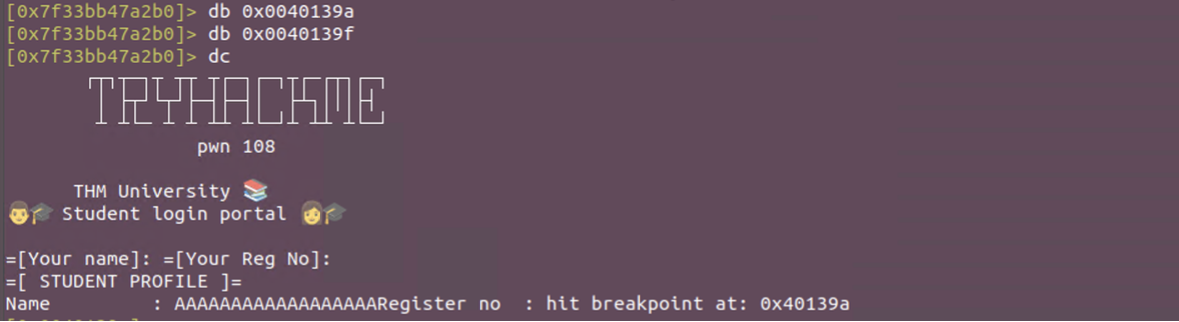 [0x7f33bb47a2b0]> db 0x0040139a
[0x7f33bb47a2b0]> db 0x0040139f
[0x7f33bb47a2b0]> dc
TRYHACKME
pwn 108
THM University 📚
👨🎓 Student login portal 👩🎓
=[Your name]: =[Your Reg No]:
=[ STUDENT PROFILE ]=
Name : AAAAAAAAAAAAAAAAAARegister no : hit breakpoint at: 0x40139a